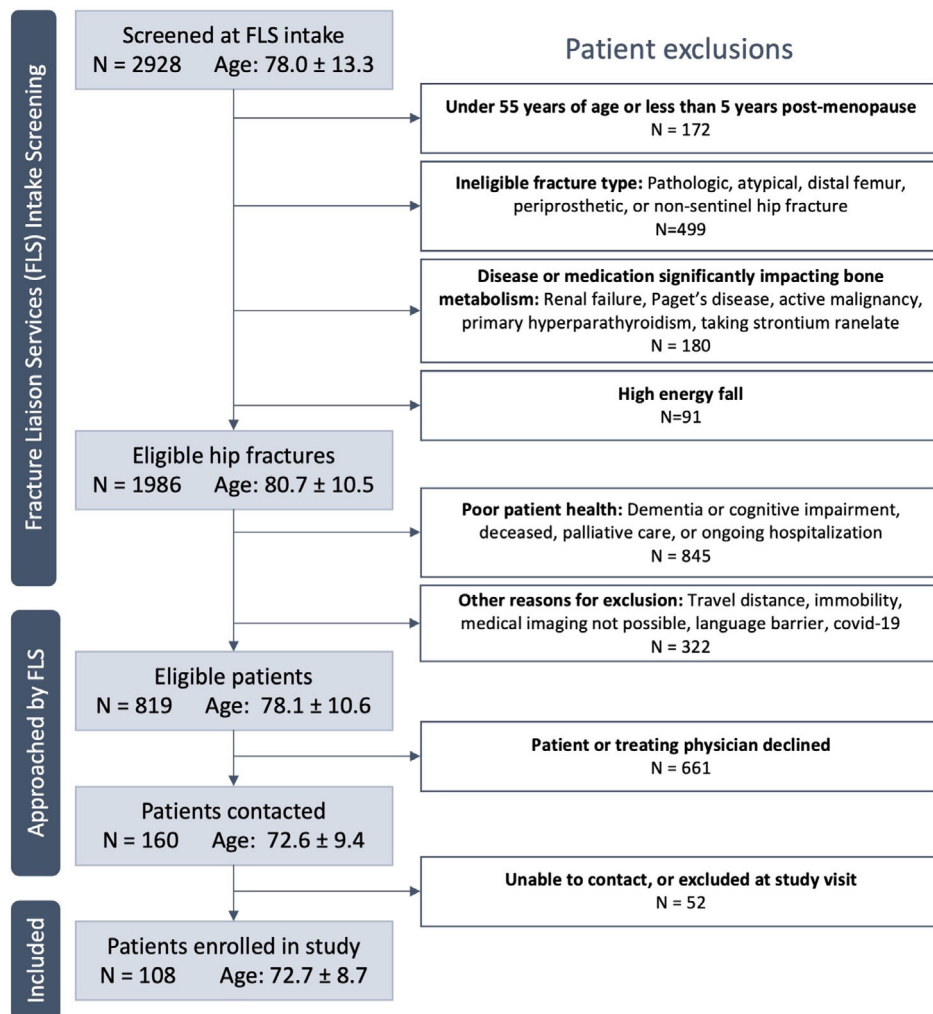 Fracture Liaison Services (FLS) Intake Screening
Screened at FLS intake
N = 2928 Age: 78.0 ± 13.3
Patient exclusions
Under 55 years of age or less than 5 years post-menopause
N = 172
Ineligible fracture type: Pathologic, atypical, distal femur,
periprosthetic, or non-sentinel hip fracture
N=499
Disease or medication significantly impacting bone
metabolism: Renal failure, Paget's disease, active malignancy,
primary hyperparathyroidism, taking strontium ranelate
N = 180
High energy fall
N=91
Eligible hip fractures
N = 1986 Age: 80.7 ± 10.5
Poor patient health: Dementia or cognitive impairment,
deceased, palliative care, or ongoing hospitalization
N = 845
Other reasons for exclusion: Travel distance, immobility,
medical imaging not possible, language barrier, covid-19
N = 322
Approached by FLS
Eligible patients
N = 819 Age: 78.1 ± 10.6
Patient or treating physician declined
N = 661
Patients contacted
N = 160 Age: 72.6 ± 9.4
Unable to contact, or excluded at study visit
N = 52
Included
Patients enrolled in study
N = 108 Age: 72.7 ± 8.7